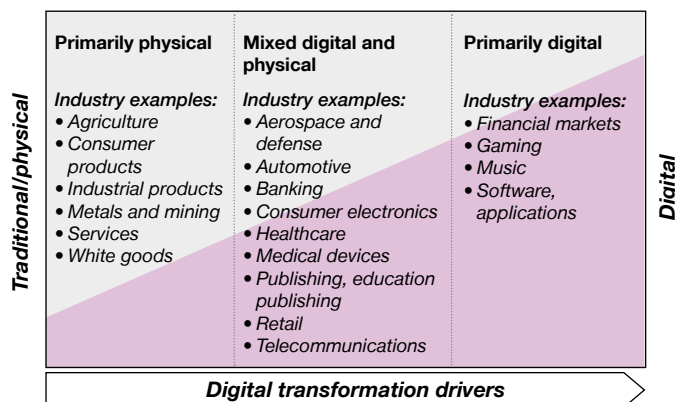 Traditional/physical
Primarily physical
Industry examples:
• Agriculture
• Consumer
products
• Industrial products
• Metals and mining
• Services
• White goods
Mixed digital and
physical
Industry examples:
• Aerospace and
defense
• Automotive
• Banking
• Consumer electronics
• Healthcare
• Medical devices
• Publishing, education
publishing
• Retail
• Telecommunications
Primarily digital
Industry examples:
• Financial markets
• Gaming
• Music
• Software,
applications
Digital
Digital transformation drivers